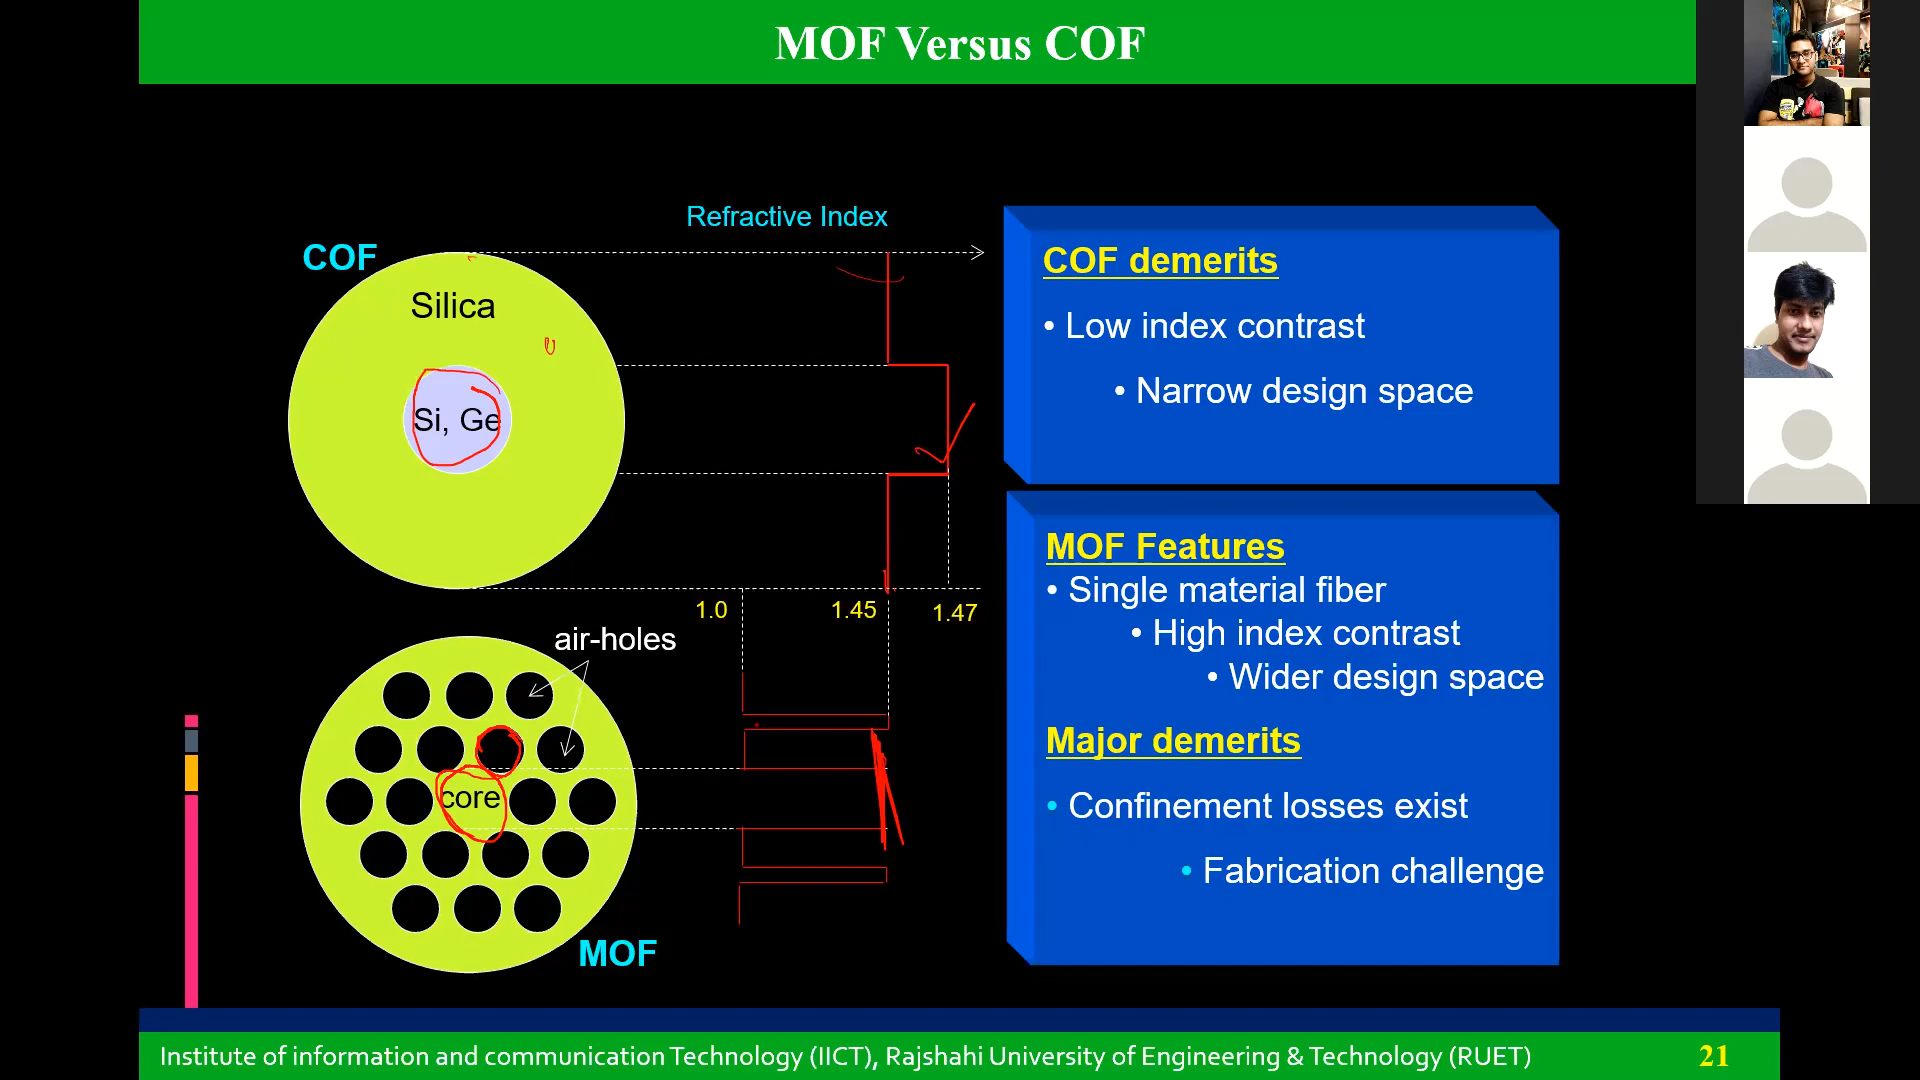 MOF Versus COF
Refractive Index
COF
Silica
Si, Ge
1.0
1.45
1.47
air-holes
core
MOF
COF demerits
• Low index contrast
• Narrow design space
MOF Features
• Single material fiber
• High index contrast
• Wider design space
Major demerits
• Confinement losses exist
• Fabrication challenge
Institute of information and communication Technology (IICT), Rajshahi University of Engineering & Technology (RUET)
21